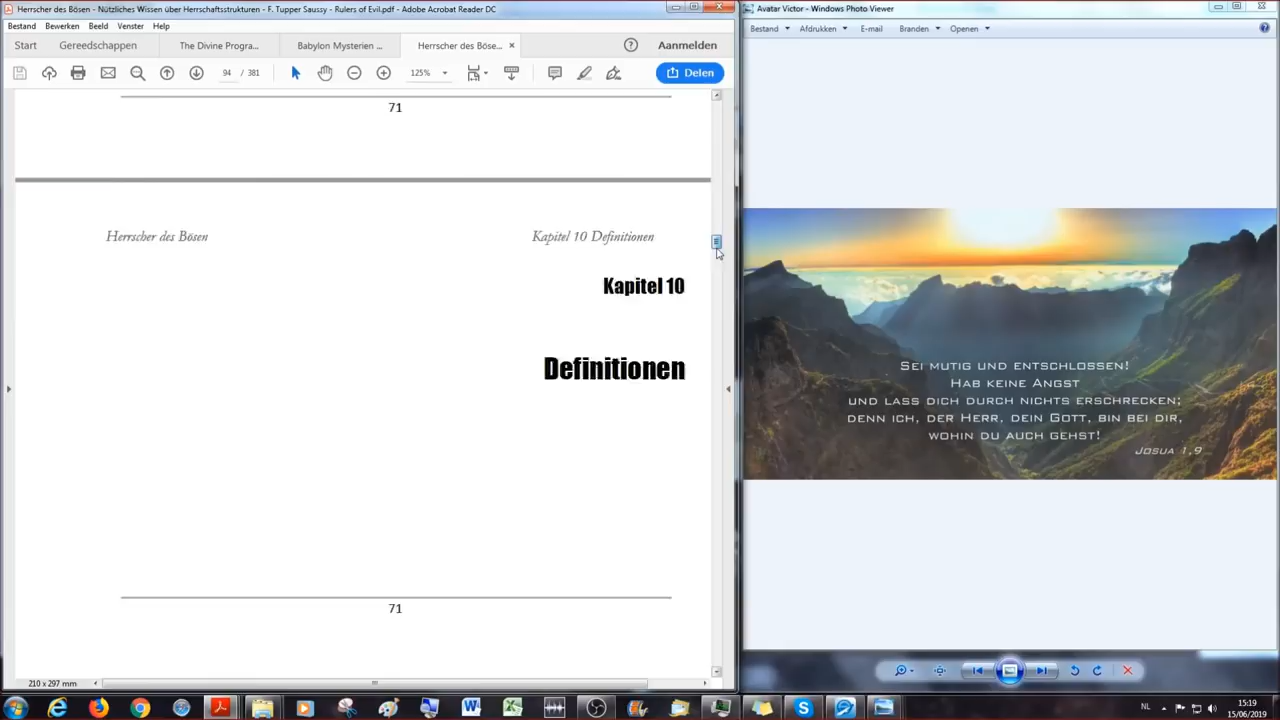 Herrscher des Bösen - Nützliches Wissen über Herrschaftsstrukturen - F. Tupper Saussy - Rulers of Evil.pdf - Adobe Acrobat Reader DC
Bestand Bewerken Beeld Venster Help
Start Gereedschappen The Divine Progra... Babylon Mysterien ... Herrscher des Böse... × ? Aanmelden
94 / 381 125% Delen
71
Herrscher des Bösen Kapitel 10 Definitionen
Kapitel 10
Definitionen
71
210 x 297 mm
Avatar Victor - Windows Photo Viewer
Bestand Afdrukken E-mail Branden Openen
Sei mutig und entschlossen!
Hab keine Angst
und lass dich durch nichts erschrecken;
denn ich, der Herr, dein Gott, bin bei dir,
wohin du auch gehst!
Josua 1,9
NL 15:19
15/06/2019